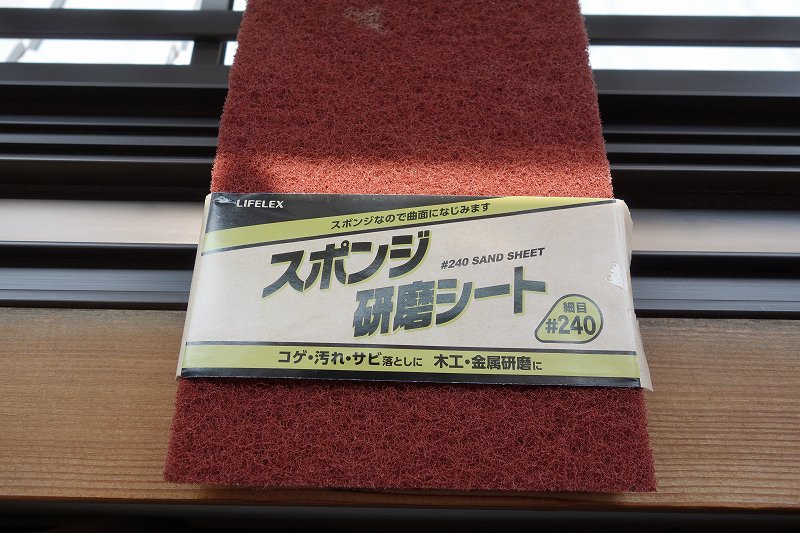 LIFELEX
スポンジなので曲面になじみます
スポンジ
#240 SAND SHEET
研磨シート
細目
#240
コゲ・汚れ・サビ落としに 木工・金属研磨に